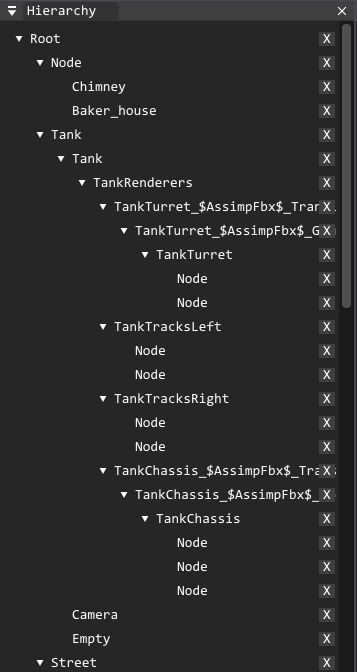 Hierarchy X
Root X
Node X
Chimney X
Baker_house X
Tank X
Tank X
TankRenderers X
TankTurret_$AssimpFbx$_Tran X
TankTurret_$AssimpFbx$_G X
TankTurret X
Node X
Node X
TankTracksLeft X
Node X
Node X
TankTracksRight X
Node X
Node X
TankChassis_$AssimpFbx$_Tra X
TankChassis_$AssimpFbx$_ X
TankChassis X
Node X
Node X
Node X
Camera X
Empty X
Street X